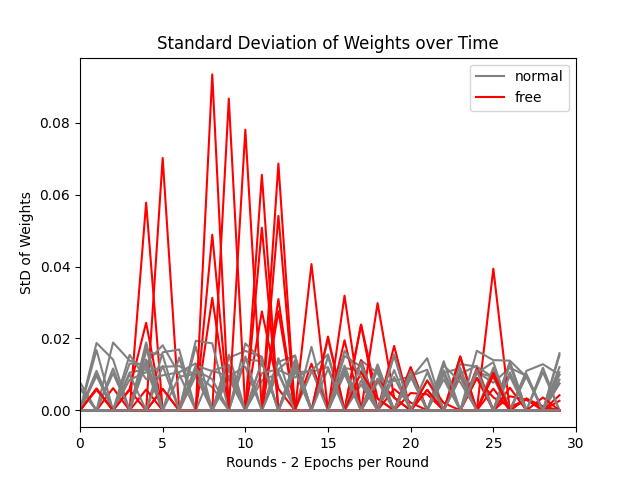 Standard Deviation of Weights over Time
normal
free
StD of Weights
0.08
0.06
0.04
0.02
0.00
0 5 10 15 20 25 30
Rounds - 2 Epochs per Round